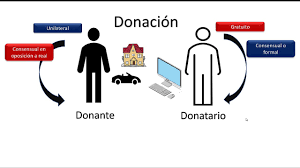 Donación
Unilateral
Consensual en
oposición a real
Gratuito
Consensual o
formal
Donante
Donatario